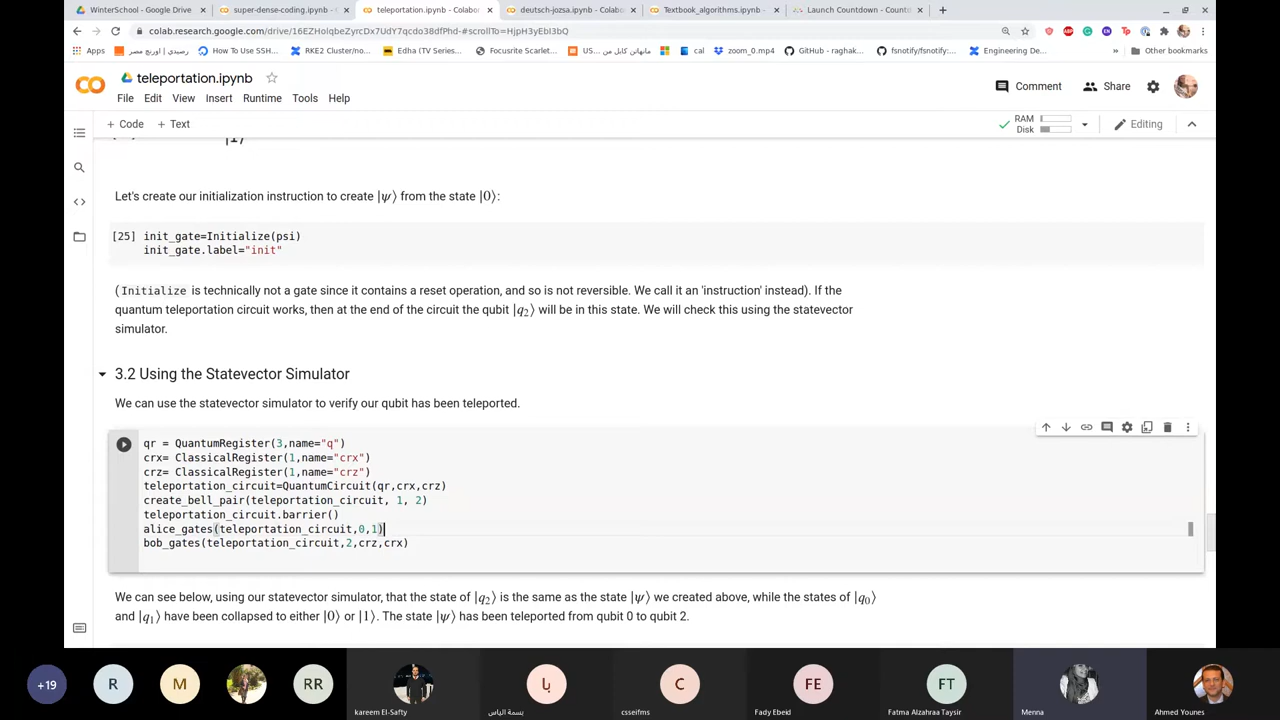 WinterSchool - Google Drive
super-dense-coding.ipynb -
teleportation.ipynb - Colabor
deutsch-jozsa.ipynb - Colabo
Textbook_algorithms.ipynb -
Launch Countdown - Countd
colab.research.google.com/drive/16EZHolqbeZyrcDx7UdY7qcdo38dfPhd-#scrollTo=HjpH3yEbI3bQ
Apps
How To Use SSH...
RKE2 Cluster/no...
Edha (TV Series...
Focusrite Scarlet...
US...
cal
zoom_0.mp4
GitHub - raghak...
fsnotify/fsnotify:...
Engineering De...
»
Other bookmarks
teleportation.ipynb
File Edit View Insert Runtime Tools Help
Comment
Share
+ Code + Text
RAM
Disk
Editing
|1⟩
Let's create our initialization instruction to create |ψ⟩ from the state |0⟩:
[25] init_gate=Initialize(psi)
init_gate.label="init"
(Initialize is technically not a gate since it contains a reset operation, and so is not reversible. We call it an 'instruction' instead). If the
quantum teleportation circuit works, then at the end of the circuit the qubit |q2⟩ will be in this state. We will check this using the statevector
simulator.
3.2 Using the Statevector Simulator
We can use the statevector simulator to verify our qubit has been teleported.
qr = QuantumRegister(3,name="q")
crx= ClassicalRegister(1,name="crx")
crz= ClassicalRegister(1,name="crz")
teleportation_circuit=QuantumCircuit(qr,crx,crz)
create_bell_pair(teleportation_circuit, 1, 2)
teleportation_circuit.barrier()
alice_gates(teleportation_circuit,0,1)
bob_gates(teleportation_circuit,2,crz,crx)
We can see below, using our statevector simulator, that the state of |q2⟩ is the same as the state |ψ⟩ we created above, while the states of |q0⟩
and |q1⟩ have been collapsed to either |0⟩ or |1⟩. The state |ψ⟩ has been teleported from qubit 0 to qubit 2.
+19
R
M
RR
kareem El-Safty
با
بسمة الياس
C
csseifms
FE
Fady Ebeid
FT
Fatma Alzahraa Taysir
Menna
Ahmed Younes